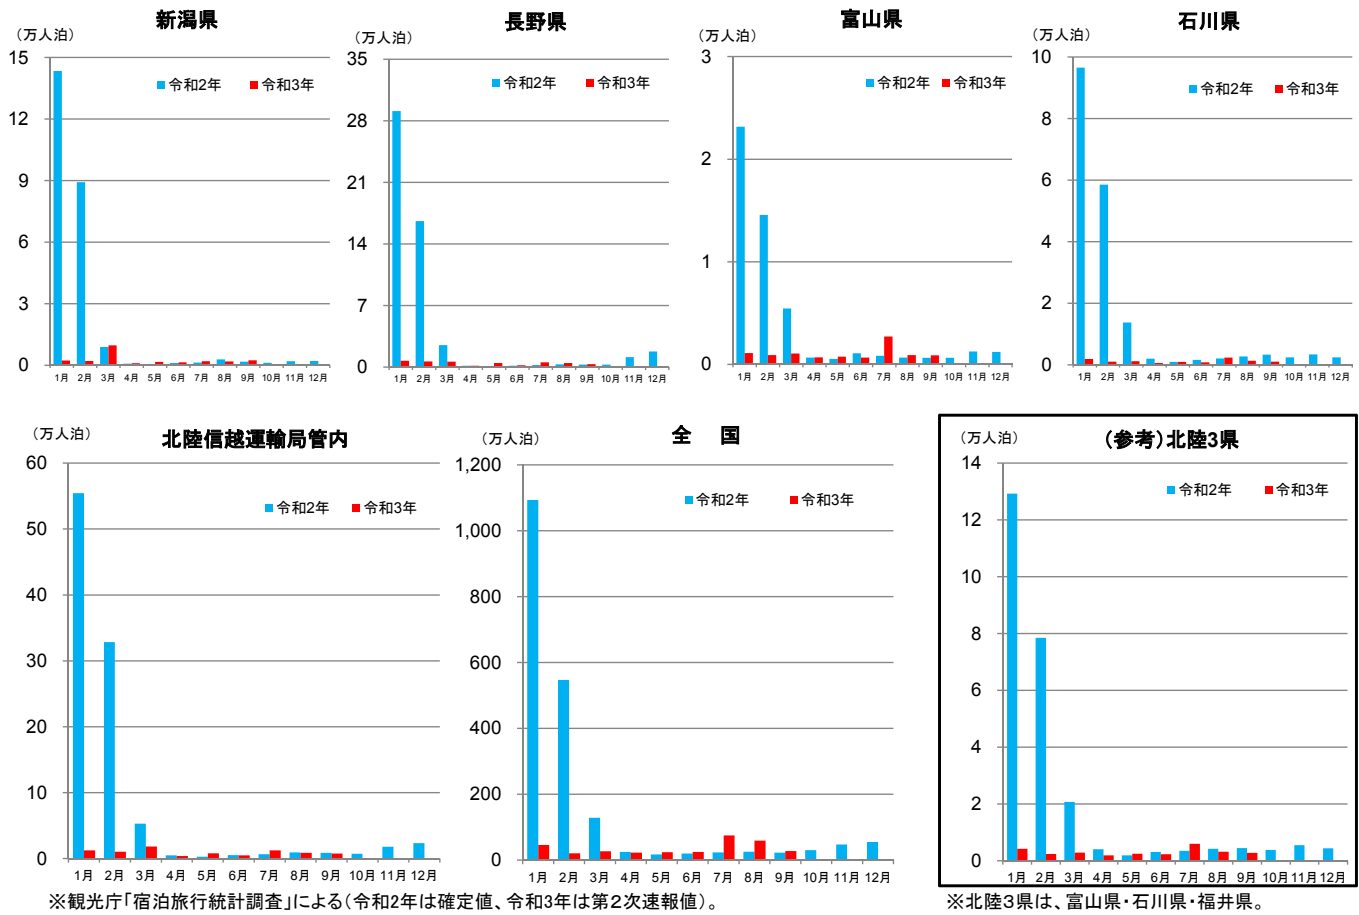 新潟県
（万人泊）
15
12
9
6
3
0
令和2年 令和3年
1月 2月 3月 4月 5月 6月 7月 8月 9月 10月 11月 12月
長野県
（万人泊）
35
28
21
14
7
0
令和2年 令和3年
1月 2月 3月 4月 5月 6月 7月 8月 9月 10月 11月 12月
富山県
（万人泊）
3
2
1
0
令和2年 令和3年
1月 2月 3月 4月 5月 6月 7月 8月 9月 10月 11月 12月
石川県
（万人泊）
10
8
6
4
2
0
令和2年 令和3年
1月 2月 3月 4月 5月 6月 7月 8月 9月 10月 11月 12月
北陸信越運輸局管内
（万人泊）
60
50
40
30
20
10
0
令和2年 令和3年
1月 2月 3月 4月 5月 6月 7月 8月 9月 10月 11月 12月
全 国
（万人泊）
1,200
1,000
800
600
400
200
0
令和2年 令和3年
1月 2月 3月 4月 5月 6月 7月 8月 9月 10月 11月 12月
（参考）北陸3県
（万人泊）
14
12
10
8
6
4
2
0
令和2年 令和3年
1月 2月 3月 4月 5月 6月 7月 8月 9月 10月 11月 12月
※観光庁「宿泊旅行統計調査」による（令和2年は確定値、令和3年は第２次速報値）。
※北陸３県は、富山県・石川県・福井県。